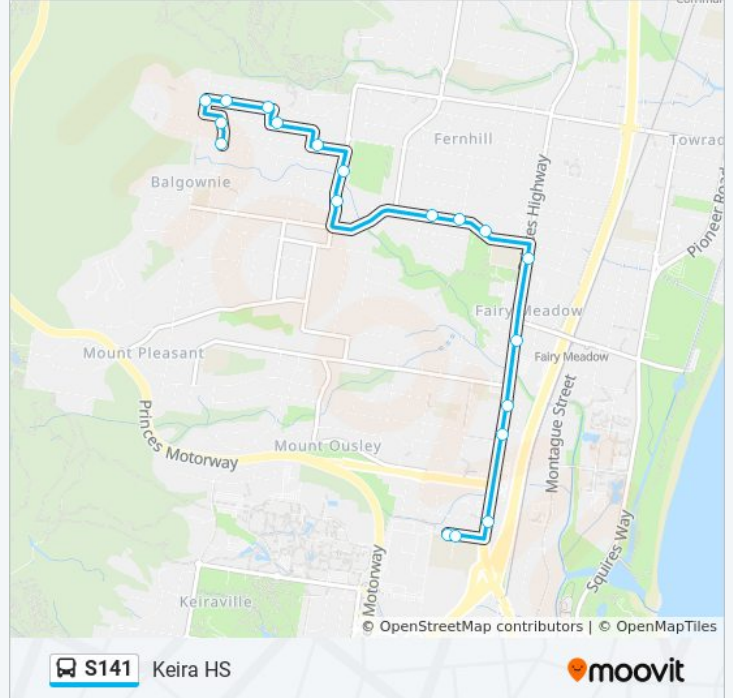 Commun
Fernhill
Towrad
Balgownie
es Highway
Pioneer Road
Fairy Meadow
Fairy Meadow
Mount Pleasant
Montague Street
Princes Motorway
Mount Ousley
Squires Way
Motorway
Keiraville
© OpenStreetMap contributors | © OpenMapTiles
S141 Keira HS
moovit